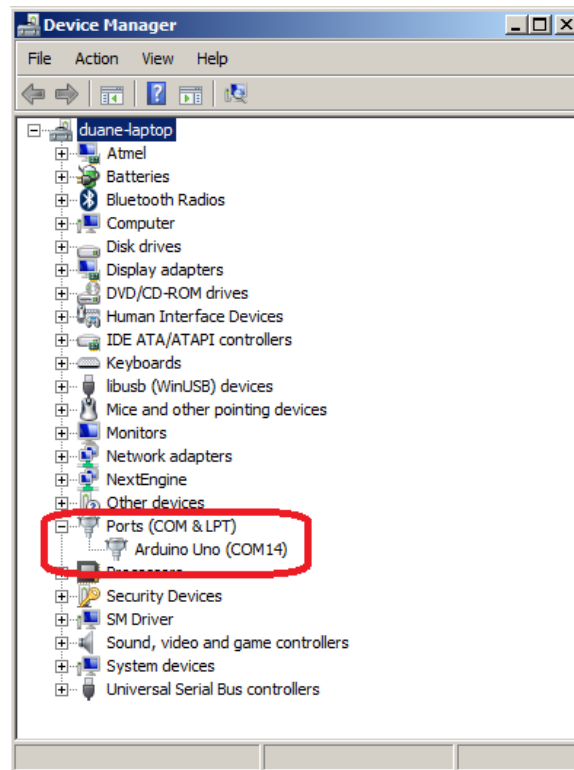 Device Manager
File Action View Help
duane-laptop
Atmel
Batteries
Bluetooth Radios
Computer
Disk drives
Display adapters
DVD/CD-ROM drives
Human Interface Devices
IDE ATA/ATAPI controllers
Keyboards
libusb (WinUSB) devices
Mice and other pointing devices
Monitors
Network adapters
NextEngine
Other devices
Ports (COM & LPT)
Arduino Uno (COM14)
Processors
Security Devices
SM Driver
Sound, video and game controllers
System devices
Universal Serial Bus controllers